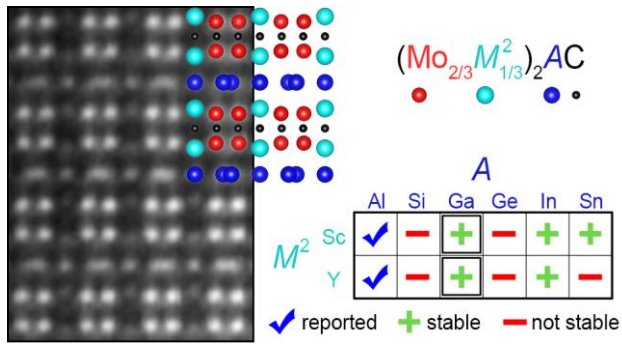 (Mo2/3M²1/3)2AC
A
Al Si Ga Ge In Sn
Sc
M²
Y
reported stable not stable